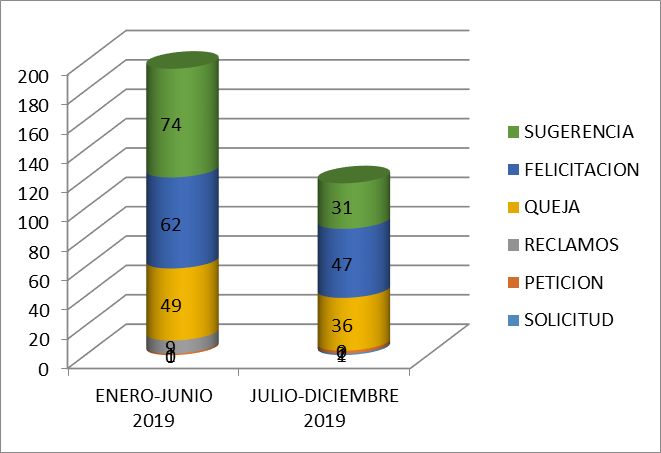 200
180
160
140
120
100
80
60
40
20
0
74
62
49
9
31
47
36
ENERO-JUNIO
2019
JULIO-DICIEMBRE
2019
SUGERENCIA
FELICITACION
QUEJA
RECLAMOS
PETICION
SOLICITUD